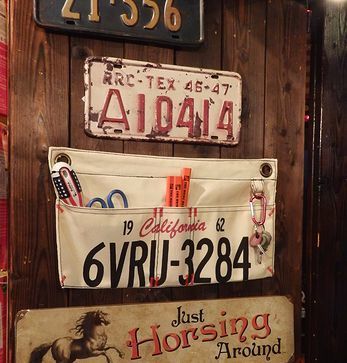 21-556
RRC-TEX 46-47
A10414
19 California 62
6VRU-3284
Just
Horsing
Around